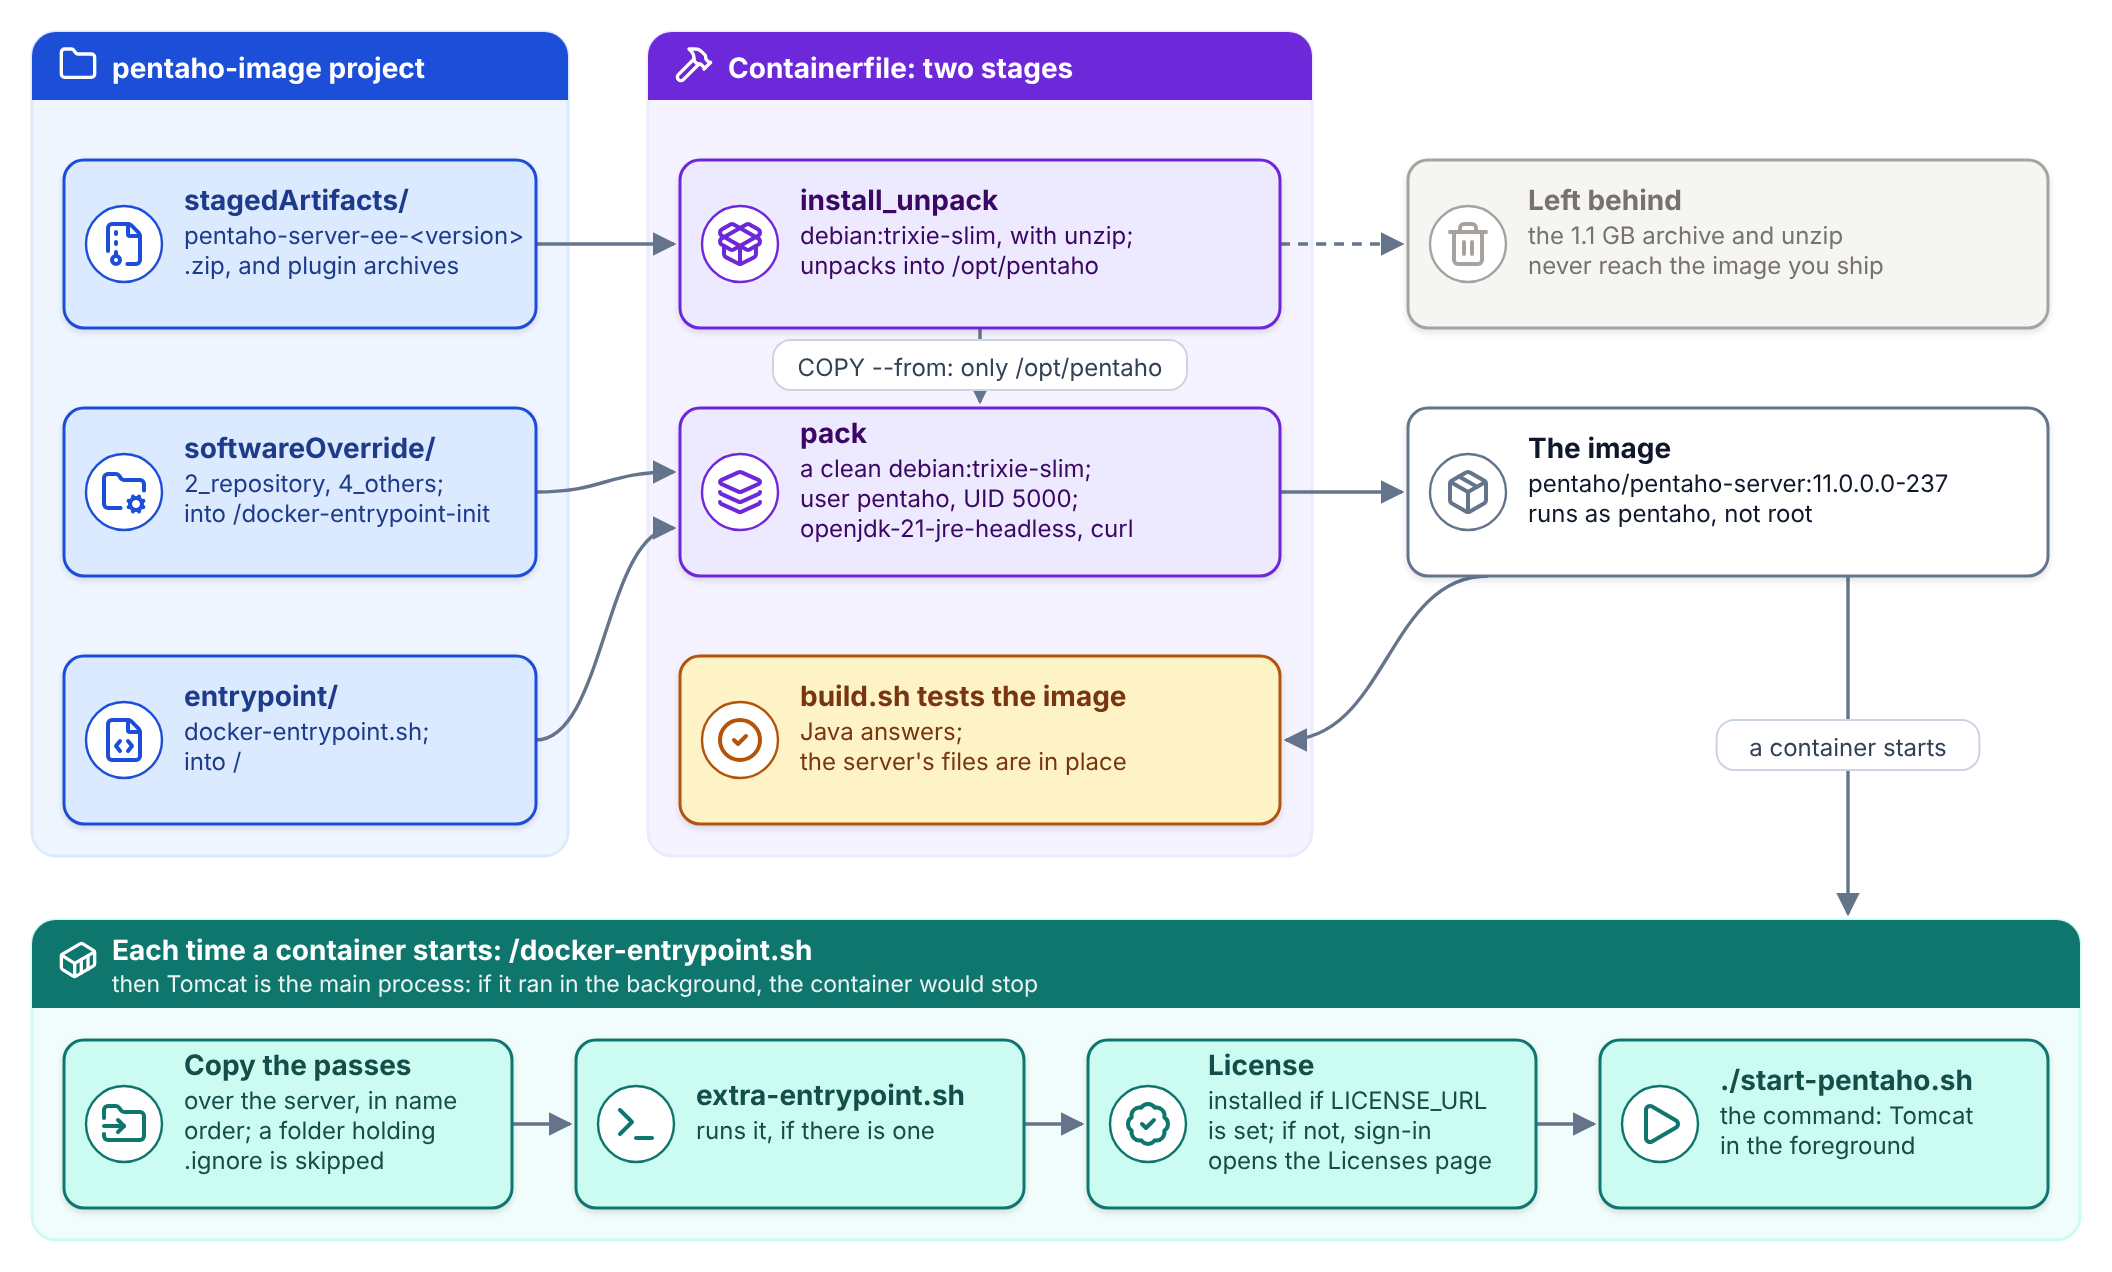 pentaho-image project
stagedArtifacts/
pentaho-server-ee-<version>
.zip, and plugin archives
softwareOverride/
2_repository, 4_others;
into /docker-entrypoint-init
entrypoint/
docker-entrypoint.sh;
into /
Containerfile: two stages
install_unpack
debian:trixie-slim, with unzip;
unpacks into /opt/pentaho
COPY --from: only /opt/pentaho
pack
a clean debian:trixie-slim;
user pentaho, UID 5000;
openjdk-21-jre-headless, curl
build.sh tests the image
Java answers;
the server's files are in place
Left behind
the 1.1 GB archive and unzip
never reach the image you ship
The image
pentaho/pentaho-server:11.0.0.0-237
runs as pentaho, not root
a container starts
Each time a container starts: /docker-entrypoint.sh
then Tomcat is the main process: if it ran in the background, the container would stop
Copy the passes
over the server, in name
order; a folder holding
.ignore is skipped
extra-entrypoint.sh
runs it, if there is one
License
installed if LICENSE_URL
is set; if not, sign-in
opens the Licenses page
./start-pentaho.sh
the command: Tomcat
in the foreground